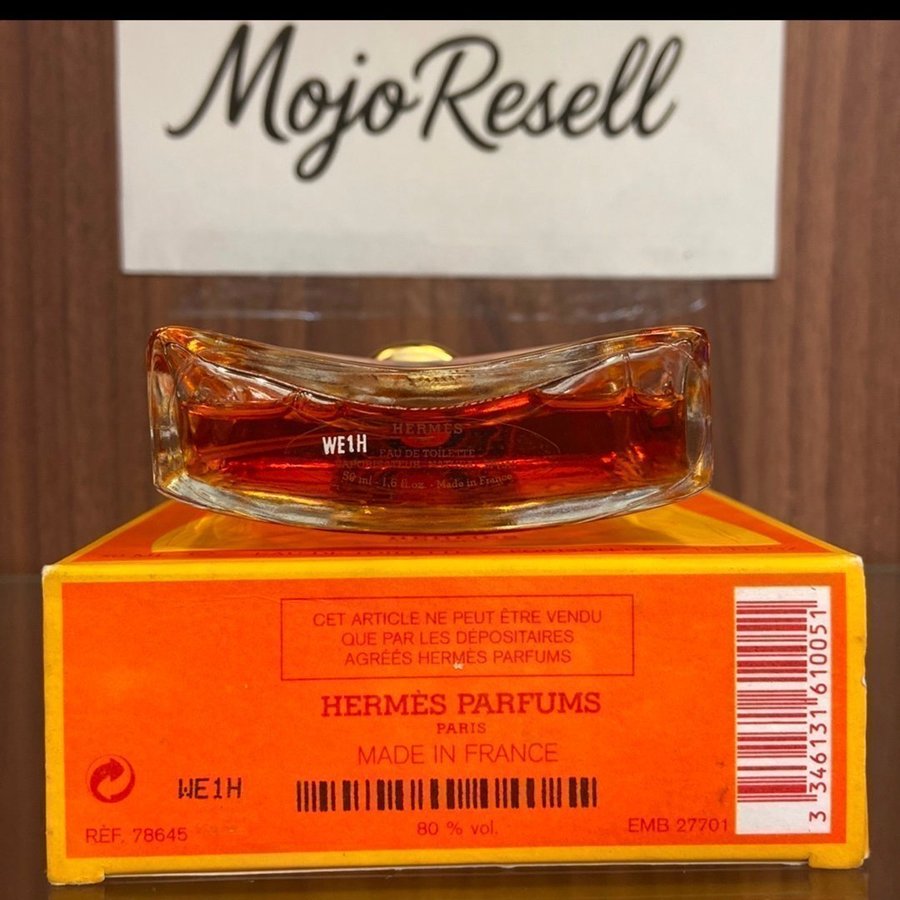 MojoResell
HERMÈS
WE1H
EAU DE TOILETTE
50 ml - 1.6 fl.oz. - Made in France
CET ARTICLE NE PEUT ÊTRE VENDU
QUE PAR LES DÉPOSITAIRES
AGRÉÉS HERMÈS PARFUMS
HERMÈS PARFUMS
PARIS
MADE IN FRANCE
WE1H
RÉF. 78645
80 % vol.
EMB 27701
3 346131 610051